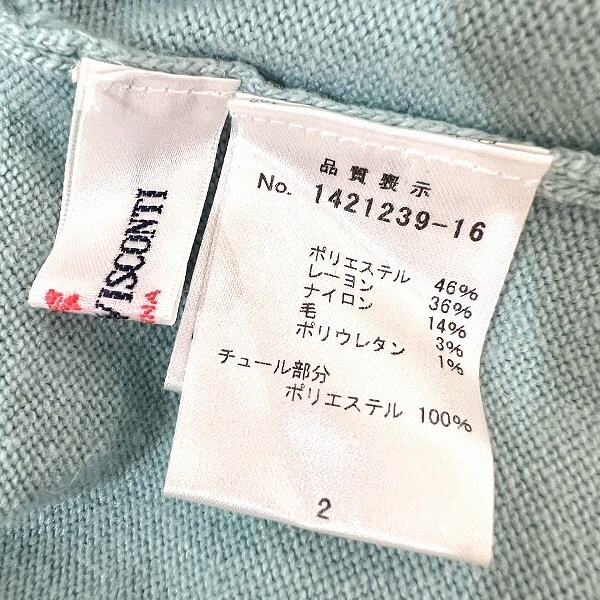 VISCONTI
品質表示
No. 1421239-16
ポリエステル 46%
レーヨン 36%
ナイロン 14%
毛 3%
ポリウレタン 1%
チュール部分
ポリエステル 100%
2